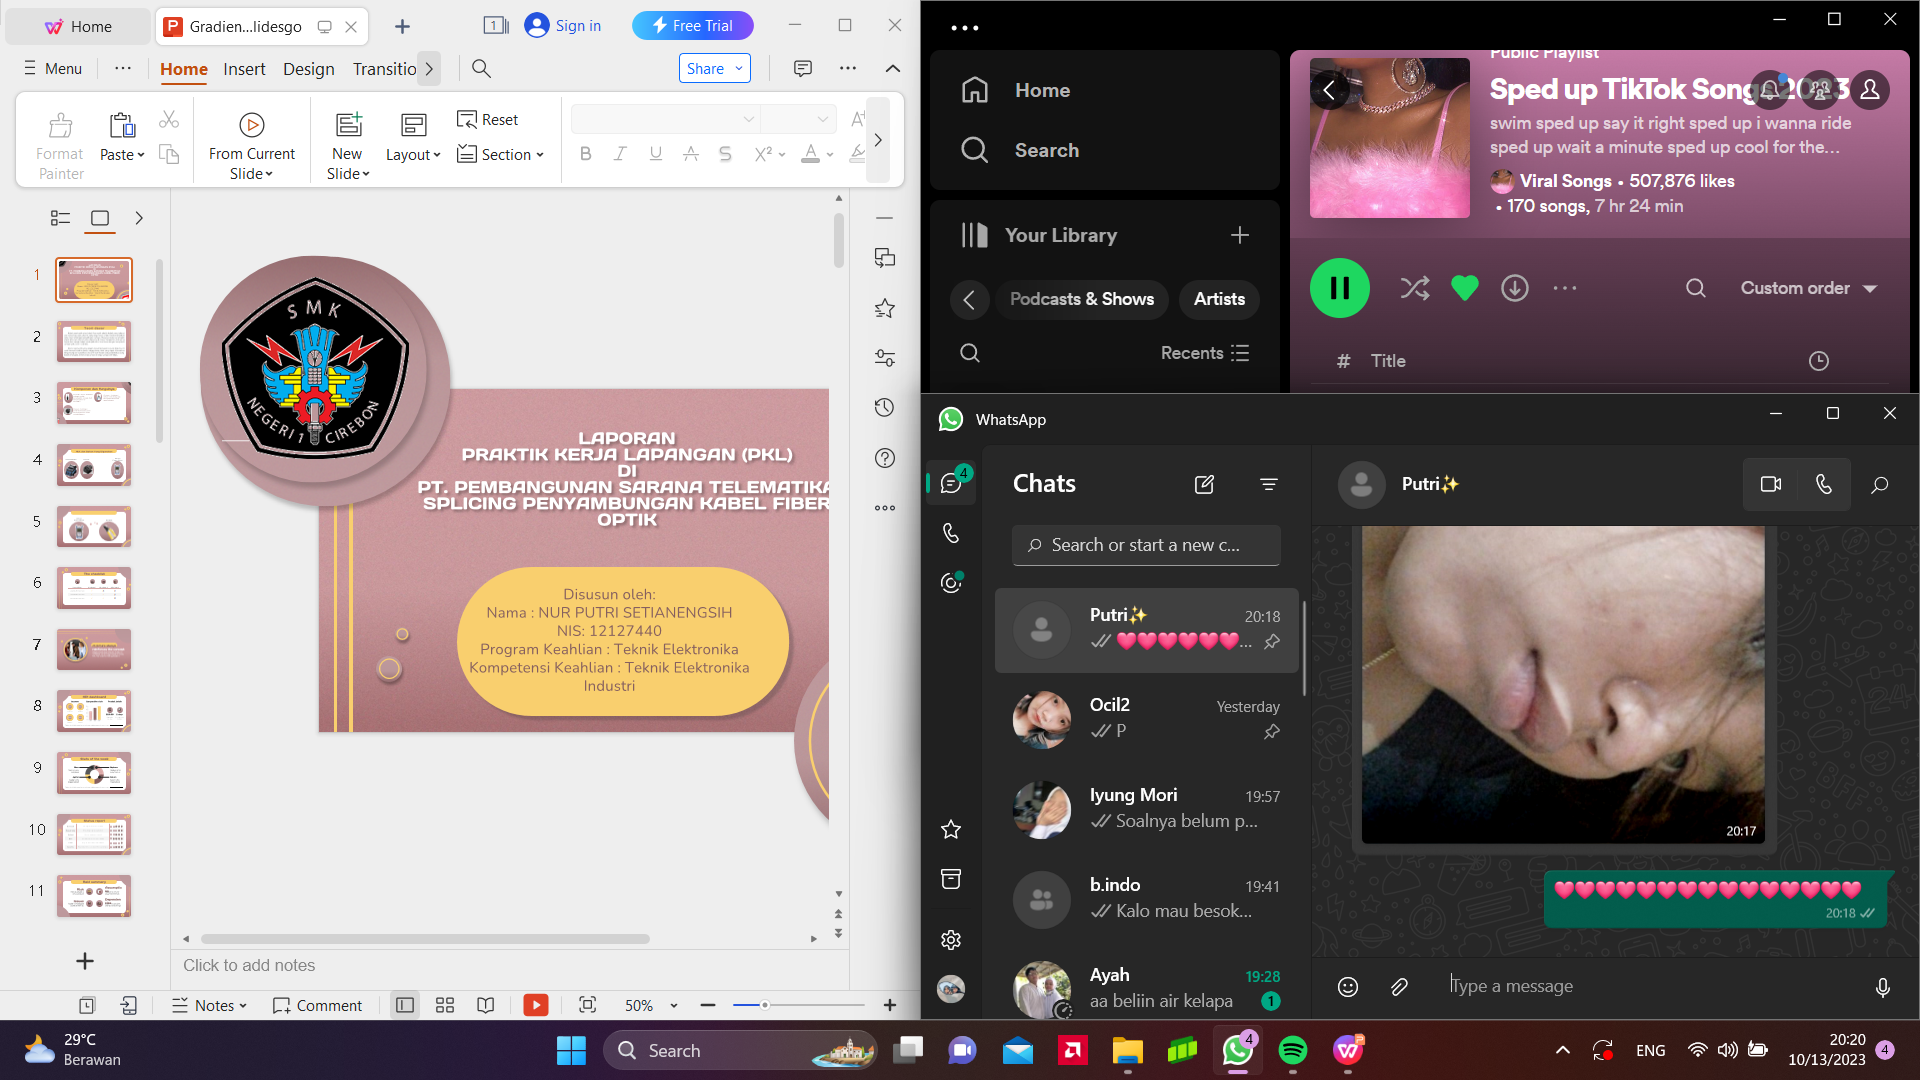 Home
Gradien...lidesgo
Sign in
Free Trial
Menu
Home
Insert
Design
Transitio
Share
Format Painter
Paste
From Current Slide
New Slide
Layout
Reset
Section
B I U A S X² A
1
2
3
4
5
6
7
8
9
10
11
SMK
NEGERI 1 CIREBON
LAPORAN
PRAKTIK KERJA LAPANGAN (PKL)
DI
PT. PEMBANGUNAN SARANA TELEMATIKA
SPLICING PENYAMBUNGAN KABEL FIBER
OPTIK
Disusun oleh:
Nama : NUR PUTRI SETIANENGSIH
NIS: 12127440
Program Keahlian : Teknik Elektronika
Kompetensi Keahlian : Teknik Elektronika
Industri
Click to add notes
Notes
Comment
50%
Home
Search
Your Library
Podcasts & Shows
Artists
Recents
Public Playlist
Sped up TikTok Songs 2023
swim sped up say it right sped up i wanna ride
sped up wait a minute sped up cool for the...
Viral Songs • 507,876 likes
• 170 songs, 7 hr 24 min
Custom order
# Title
WhatsApp
4
Chats
Search or start a new c...
Putri✨ 20:18
❤❤❤❤❤❤...
Ocil2 Yesterday
P
Iyung Mori 19:57
Soalnya belum p...
b.indo 19:41
Kalo mau besok...
Ayah 19:28
aa beliin air kelapa 1
Putri✨
20:17
❤❤❤❤❤❤❤❤❤❤❤❤❤❤❤
20:18
Type a message
29°C
Berawan
Search
4
ENG
20:20
10/13/2023
4